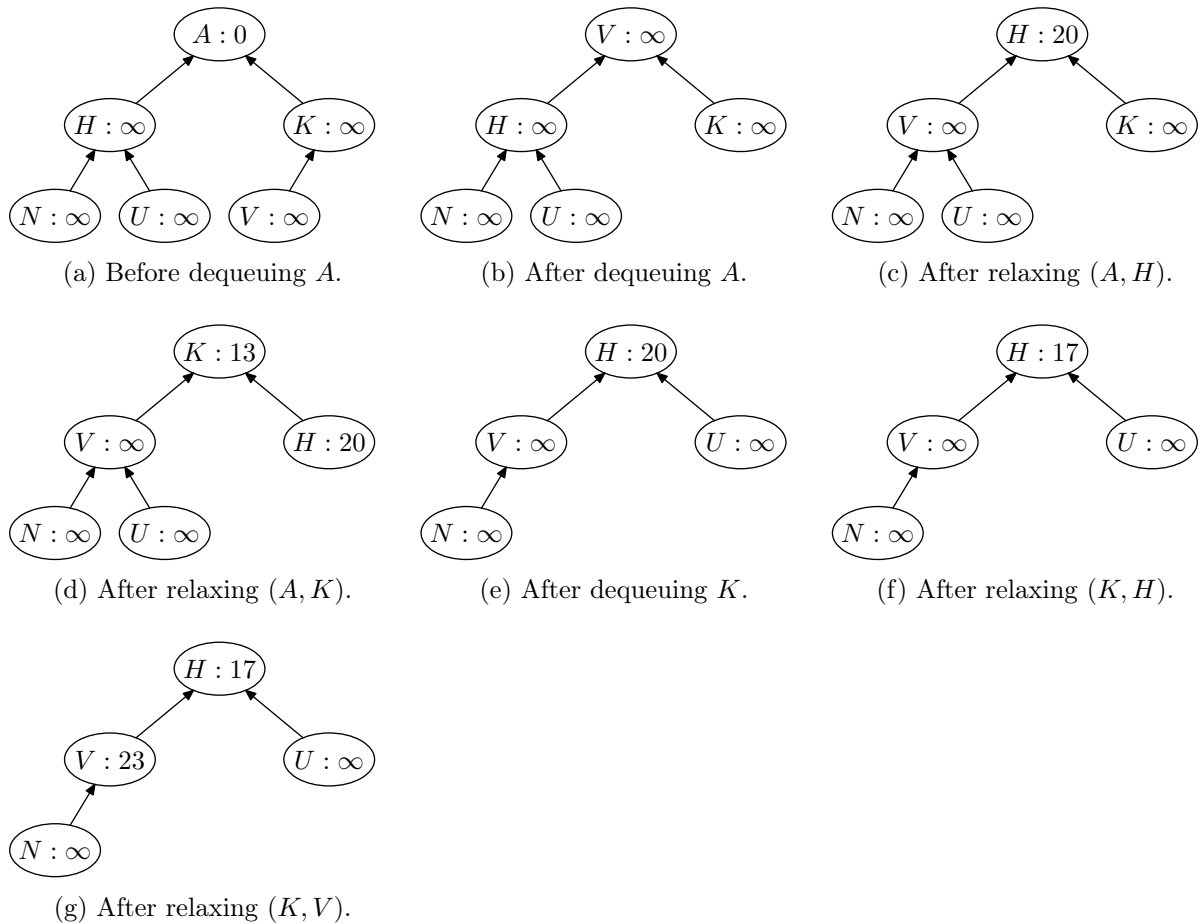 A : 0
H : ∞ K : ∞
N : ∞ U : ∞ V : ∞
(a) Before dequeuing A.
V : ∞
H : ∞ K : ∞
N : ∞ U : ∞
(b) After dequeuing A.
H : 20
V : ∞ K : ∞
N : ∞ U : ∞
(c) After relaxing (A, H).
K : 13
V : ∞ H : 20
N : ∞ U : ∞
(d) After relaxing (A, K).
H : 20
V : ∞ U : ∞
N : ∞
(e) After dequeuing K.
H : 17
V : ∞ U : ∞
N : ∞
(f) After relaxing (K, H).
H : 17
V : 23 U : ∞
N : ∞
(g) After relaxing (K, V).